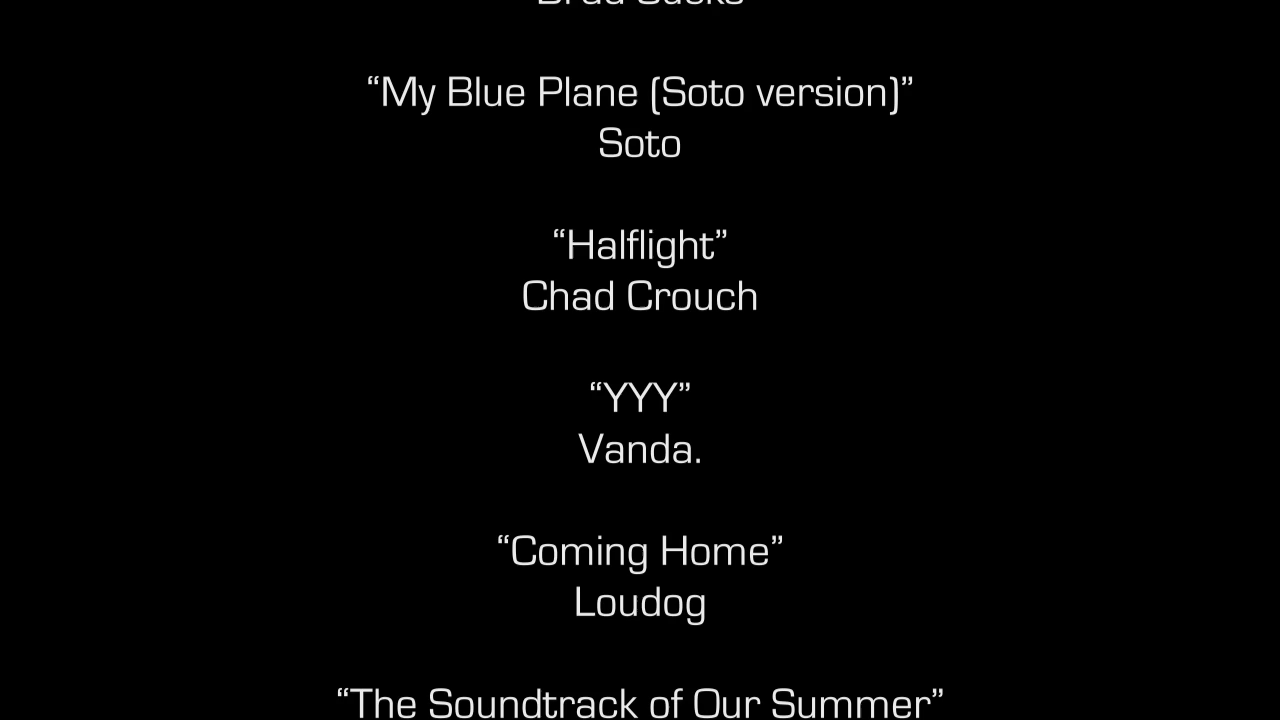 “My Blue Plane (Soto version)”
Soto
“Halflight”
Chad Crouch
“YYY”
Vanda.
“Coming Home”
Loudog
“The Soundtrack of Our Summer”